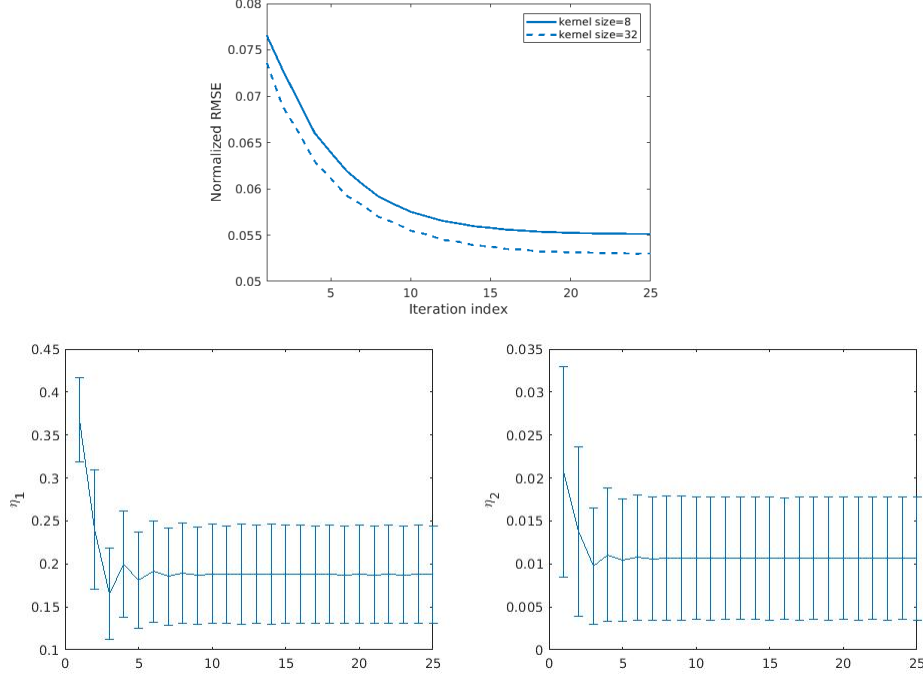 0.08
0.075
0.07
0.065
0.06
0.055
0.05
Normalized RMSE
kernel size=8
kernel size=32
5 10 15 20 25
Iteration index
0.45
0.4
0.35
0.3
0.25
0.2
0.15
0.1
η1
0 5 10 15 20 25
0.035
0.03
0.025
0.02
0.015
0.01
0.005
0
η2
0 5 10 15 20 25